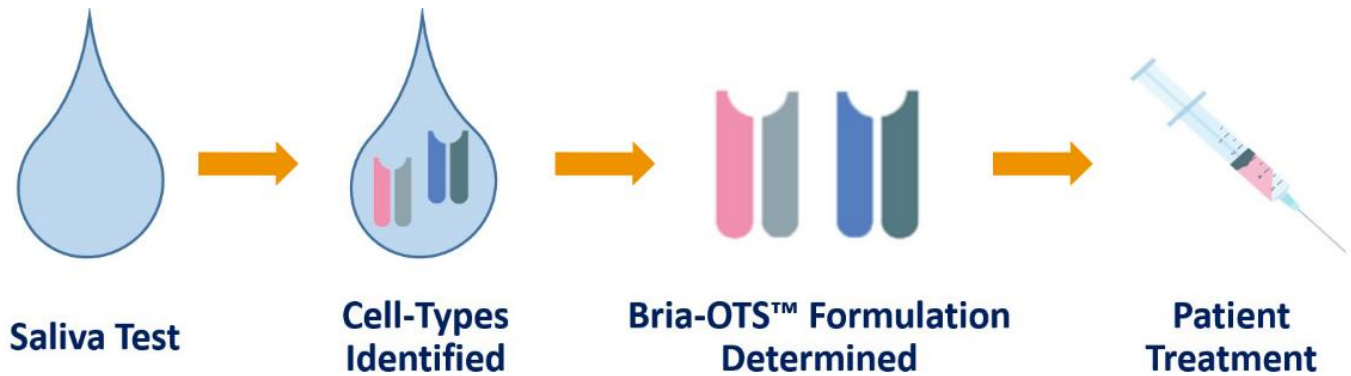 Saliva Test
Cell-Types
Identified
Bria-OTS™ Formulation
Determined
Patient
Treatment